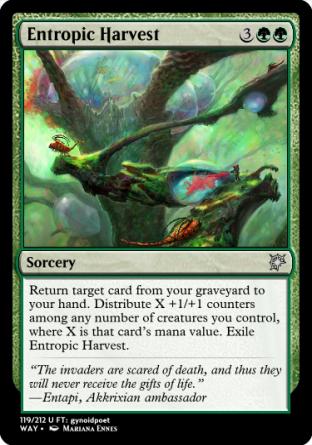 Entropic Harvest 3
Sorcery
Return target card from your graveyard to
your hand. Distribute X +1/+1 counters
among any number of creatures you control,
where X is that card's mana value. Exile
Entropic Harvest.
“The invaders are scared of death, and thus they
will never receive the gifts of life.”
—Entapi, Akkrixian ambassador
119/212 U FT: gynoidpoet
WAY • Mariana Ennes